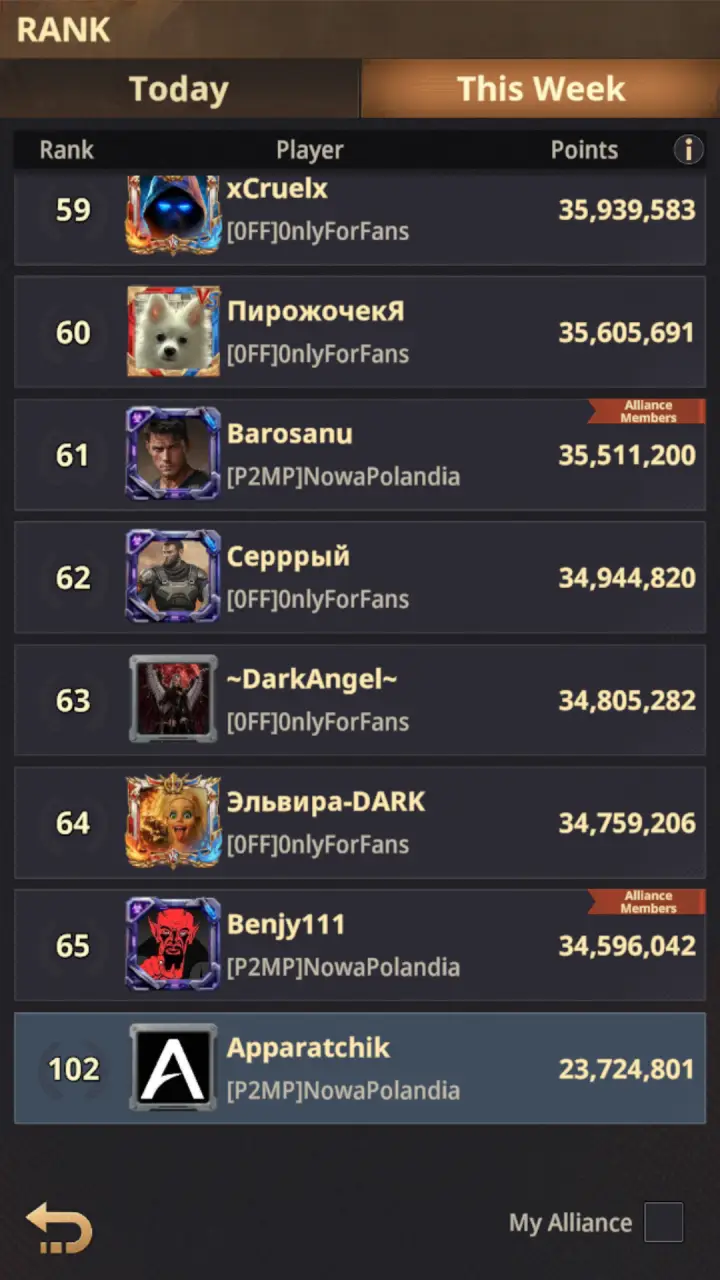 RANK
Today
This Week
Rank
Player
Points
i
59
xCruelx
[0FF]0nlyForFans
35,939,583
60
ПирожочекЯ
[0FF]0nlyForFans
35,605,691
61
Barosanu
[P2MP]NowaPolandia
Alliance
Members
35,511,200
62
Серррый
[0FF]0nlyForFans
34,944,820
63
~DarkAngel~
[0FF]0nlyForFans
34,805,282
64
Эльвира-DARK
[0FF]0nlyForFans
34,759,206
65
Benjy111
[P2MP]NowaPolandia
Alliance
Members
34,596,042
102
Apparatchik
[P2MP]NowaPolandia
23,724,801
My Alliance